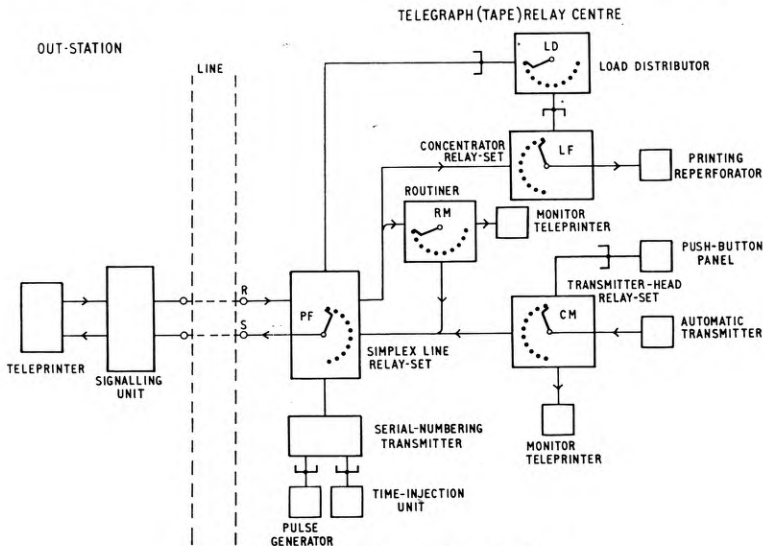 TELEGRAPH (TAPE) RELAY CENTRE
OUT-STATION
LINE
LD
LOAD DISTRIBUTOR
CONCENTRATOR
RELAY-SET
LF
PRINTING
REPERFORATOR
ROUTINER
RM
MONITOR
TELEPRINTER
PUSH-BUTTON
PANEL
TRANSMITTER-HEAD
RELAY-SET
R
S
PF
CM
AUTOMATIC
TRANSMITTER
SIMPLEX LINE
RELAY-SET
TELEPRINTER
SIGNALLING
UNIT
SERIAL-NUMBERING
TRANSMITTER
MONITOR
TELEPRINTER
PULSE
GENERATOR
TIME-INJECTION
UNIT